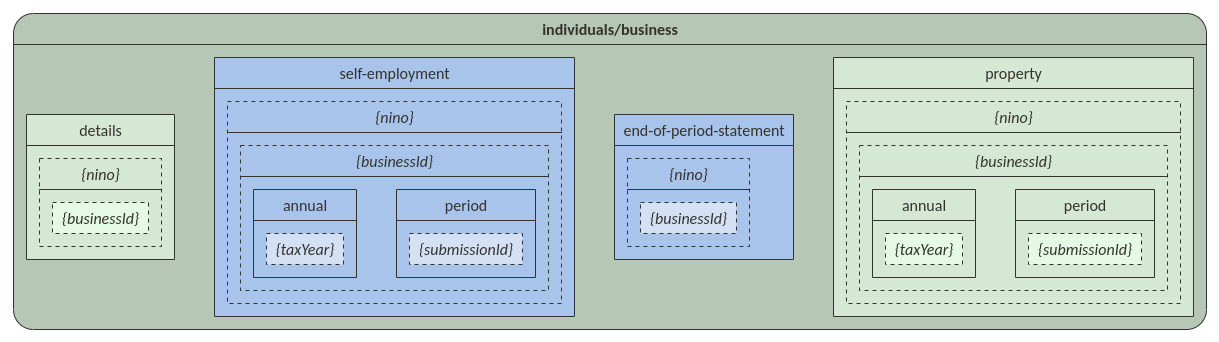 individuals/business
details
{nino}
{businessId}
self-employment
{nino}
{businessId}
annual
{taxYear}
period
{submissionId}
end-of-period-statement
{nino}
{businessId}
property
{nino}
{businessId}
annual
{taxYear}
period
{submissionId}